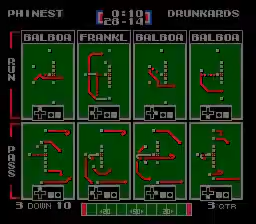 PHINEST 0:10 DRUNKARDS
28-14
BALBOA FRANKL BALBOA BALBOA
RUN
PASS
3 DOWN 10 3 QTR